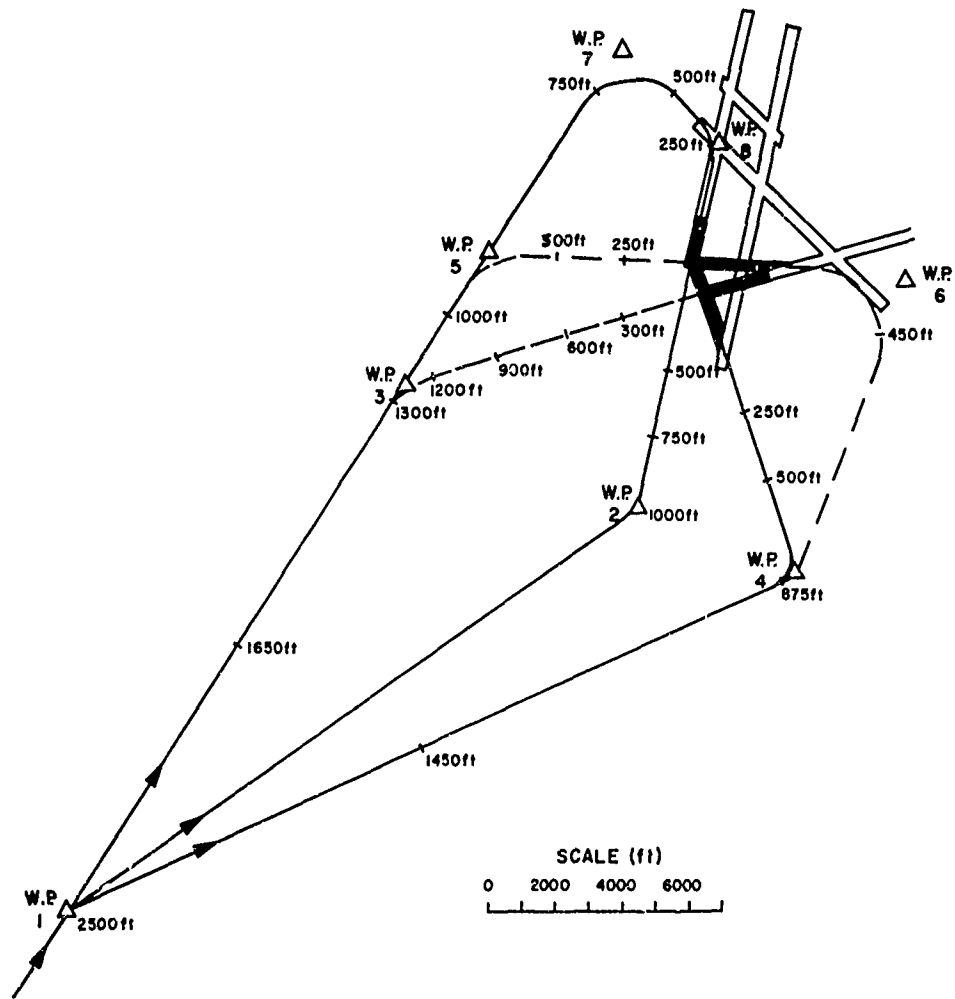 W.P.
7
750ft
500ft
W.P.
8
250ft
W.P.
5
500ft
250ft
W.P.
6
1000ft
300ft
450ft
600ft
900ft
W.P.
3
1200ft
500ft
1300ft
250ft
750ft
500ft
W.P.
2
1000ft
W.P.
4
875ft
1650ft
1450ft
SCALE (ft)
0 2000 4000 6000
W.P.
1
2500ft